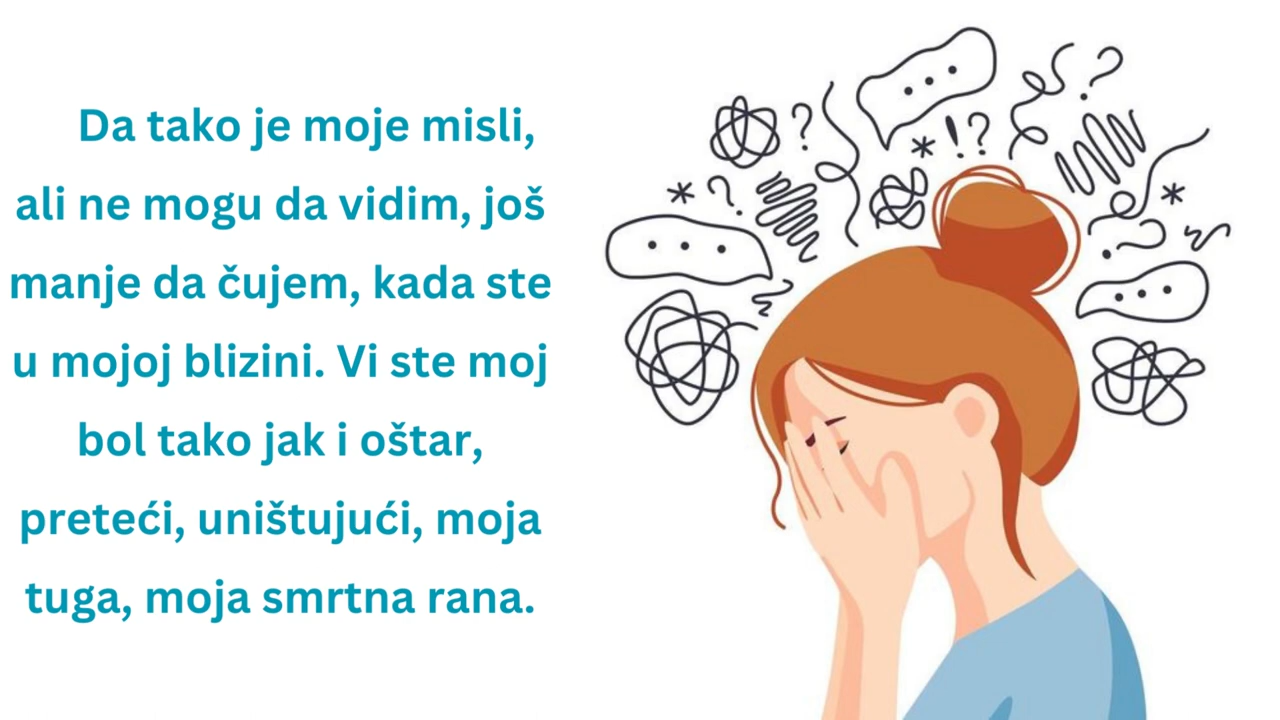 Da tako je moje misli,
ali ne mogu da vidim, još
manje da čujem, kada ste
u mojoj blizini. Vi ste moj
bol tako jak i oštar,
preteći, uništujući, moja
tuga, moja smrtna rana.